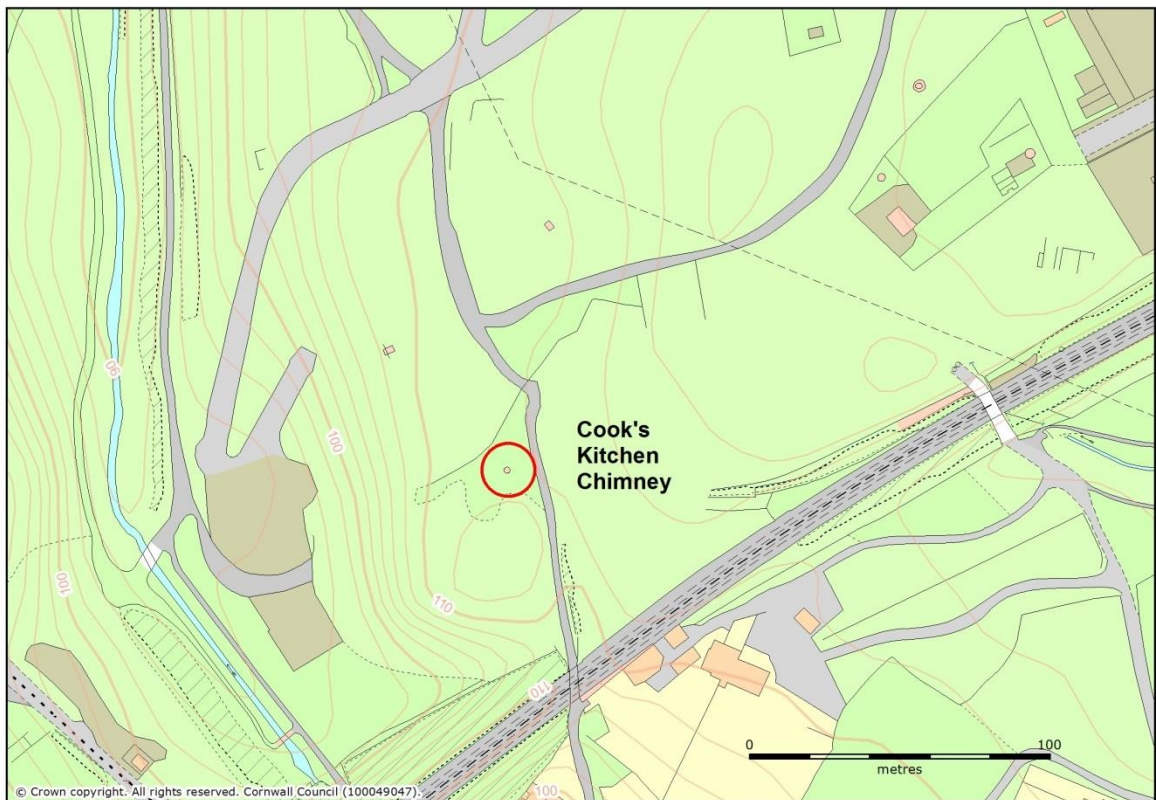 90
100
100
Cook's
Kitchen
Chimney
110
110
100
0 100
metres
© Crown copyright. All rights reserved. Cornwall Council (100049047).